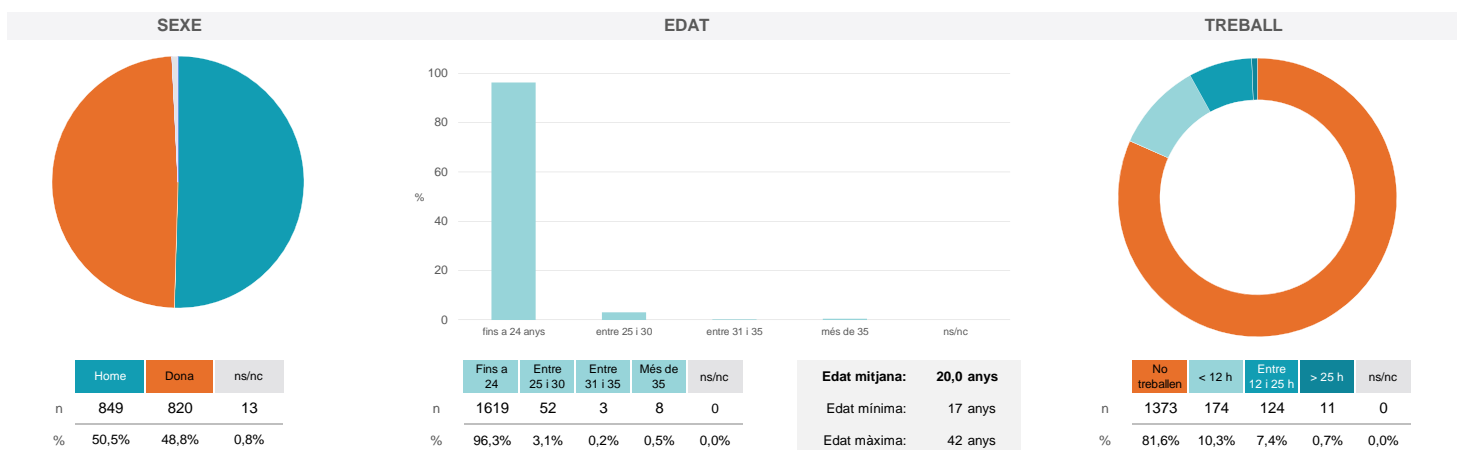 SEXE EDAT TREBALL
100
80
60
%
40
20
0
fins a 24 anys entre 25 i 30 entre 31 i 35 més de 35 ns/nc
Home Dona ns/nc
n 849 820 13
% 50,5% 48,8% 0,8%
Fins a 24 Entre 25 i 30 Entre 31 i 35 Més de 35 ns/nc
n 1619 52 3 8 0
% 96,3% 3,1% 0,2% 0,5% 0,0%
Edat mitjana: 20,0 anys
Edat mínima: 17 anys
Edat màxima: 42 anys
No treballen < 12 h Entre 12 i 25 h > 25 h ns/nc
n 1373 174 124 11 0
% 81,6% 10,3% 7,4% 0,7% 0,0%